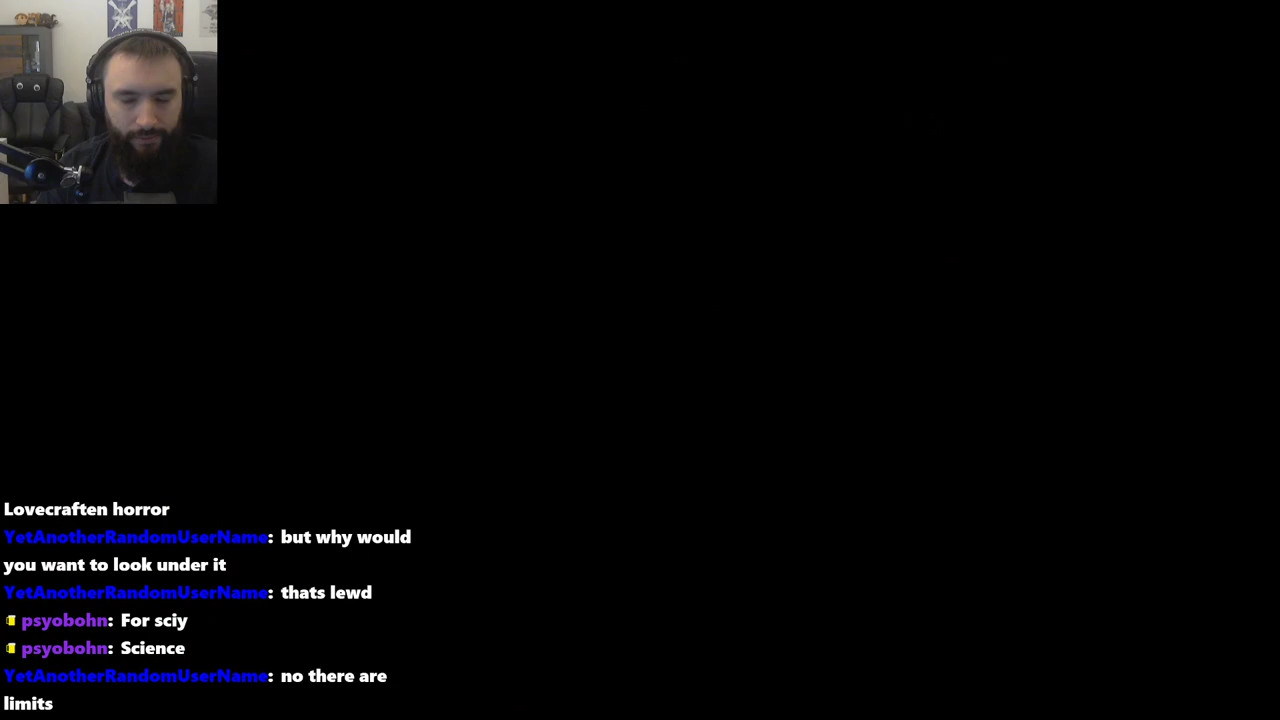 Lovecraften horror
YetAnotherRandomUserName: but why would
you want to look under it
YetAnotherRandomUserName: thats lewd
psyobohn: For sciy
psyobohn: Science
YetAnotherRandomUserName: no there are
limits